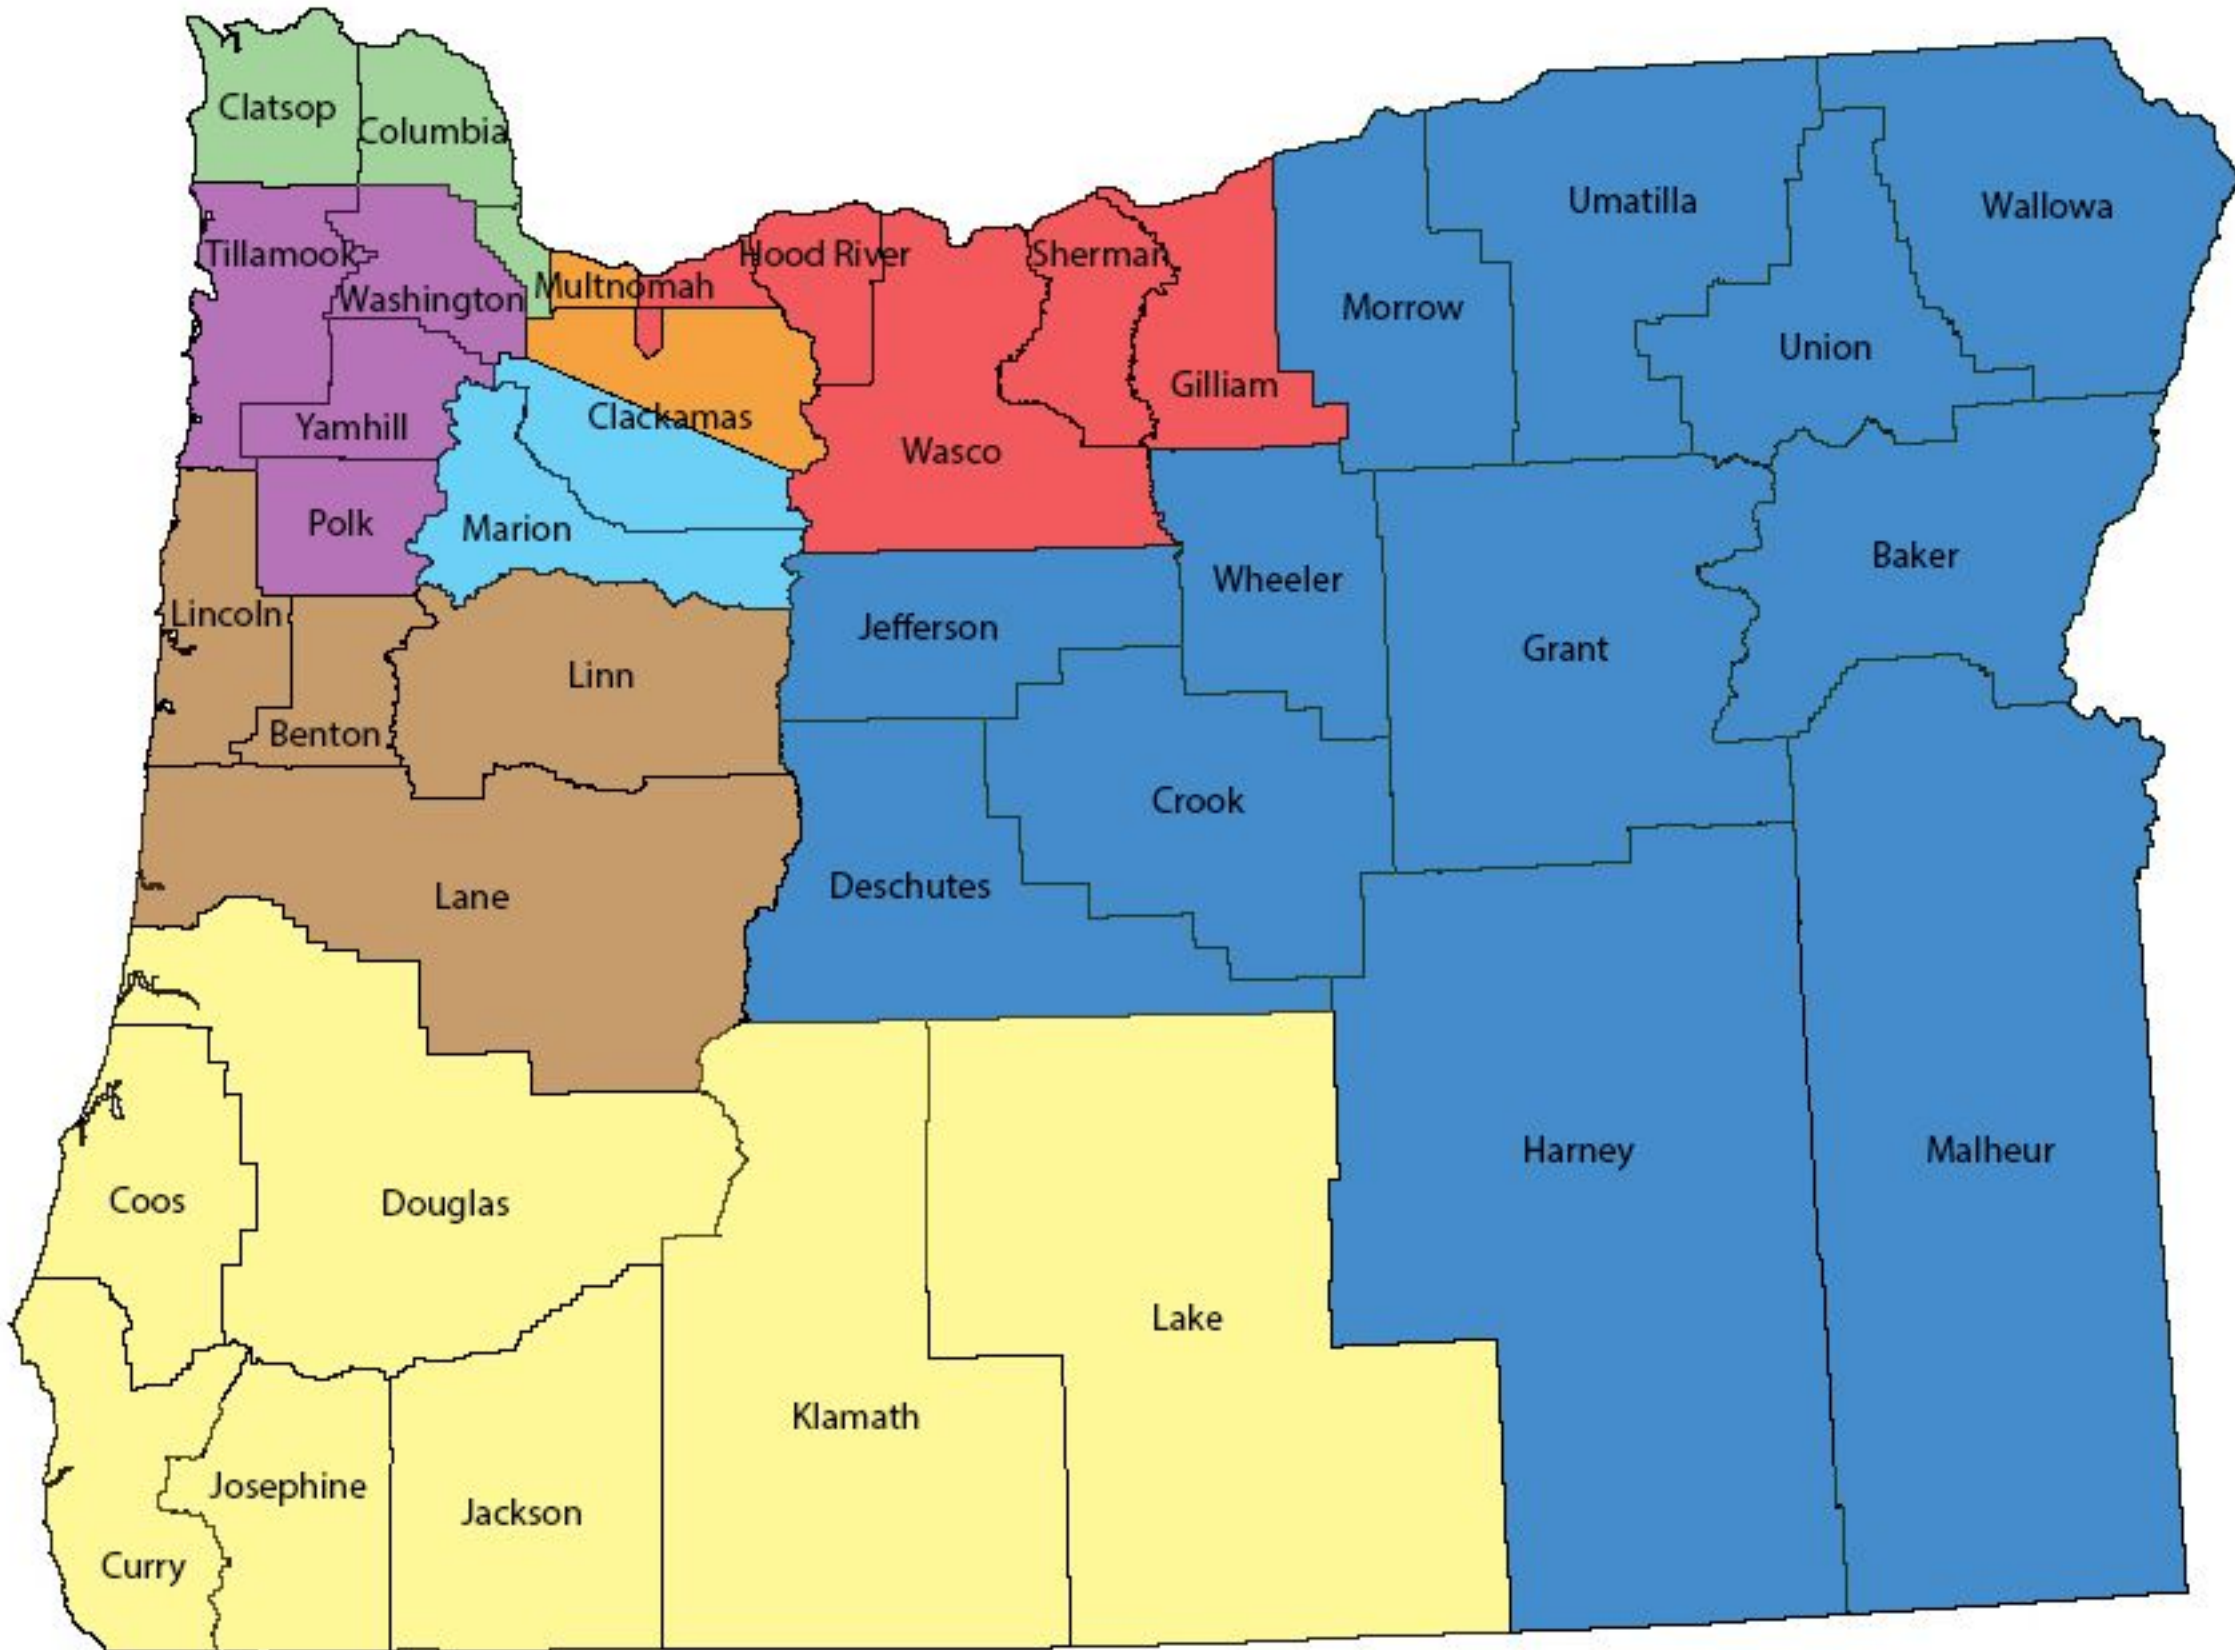 Clatsop
Columbia
Tillamook
Washington
Multnomah
Hood River
Sherman
Gilliam
Morrow
Umatilla
Union
Wallowa
Yamhill
Clackamas
Wasco
Polk
Marion
Lincoln
Benton
Linn
Jefferson
Wheeler
Grant
Baker
Lane
Deschutes
Crook
Harney
Malheur
Coos
Douglas
Klamath
Lake
Curry
Josephine
Jackson